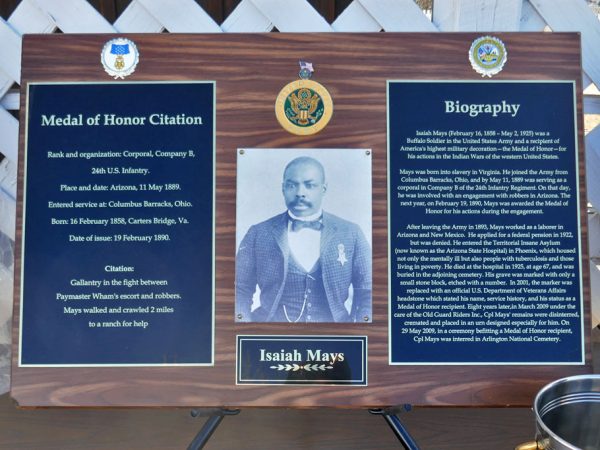 Medal of Honor Citation
Rank and organization: Corporal, Company B,
24th U.S. Infantry.
Place and date: Arizona, 11 May 1889.
Entered service at: Columbus Barracks, Ohio.
Born: 16 February 1858, Carters Bridge, Va.
Date of issue: 19 February 1890.
Citation:
Gallantry in the fight between
Paymaster Wham's escort and robbers.
Mays walked and crawled 2 miles
to a ranch for help
Isaiah Mays
Biography
Isaiah Mays (February 16, 1858 – May 2, 1925) was a
Buffalo Soldier in the United States Army and a recipient of
America's highest military decoration—the Medal of Honor—for
his actions in the Indian Wars of the western United States.
Mays was born into slavery in Virginia. He joined the Army from
Columbus Barracks, Ohio, and by May 11, 1889 was serving as a
corporal in Company B of the 24th Infantry Regiment. On that day,
he was involved with an engagement with robbers in Arizona. The
next year, on February 19, 1890, Mays was awarded the Medal of
Honor for his actions during the engagement.
After leaving the Army in 1893, Mays worked as a laborer in
Arizona and New Mexico. He applied for a federal pension in 1922,
but was denied. He entered the Territorial Insane Asylum
(now known as the Arizona State Hospital) in Phoenix, which housed
not only the mentally ill but also people with tuberculosis and those
living in poverty. He died at the hospital in 1925, at age 67, and was
buried in the adjoining cemetery. His grave was marked with only a
small stone block, etched with a number. In 2001, the marker was
replaced with an official U.S. Department of Veterans Affairs
headstone which stated his name, service history, and his status as a
Medal of Honor recipient. Eight years later, in March 2009 under the
care of the Old Guard Riders Inc., Cpl Mays' remains were disinterred,
cremated and placed in an urn designed especially for him. On
29 May 2009, in a ceremony befitting a Medal of Honor recipient,
Cpl Mays was interred in Arlington National Cemetery.